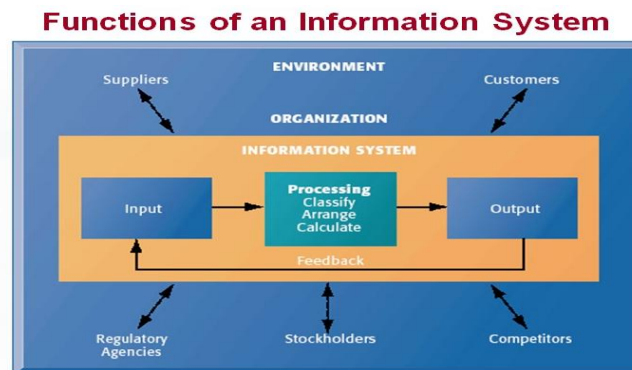 Functions of an Information System
ENVIRONMENT
Suppliers
Customers
ORGANIZATION
INFORMATION SYSTEM
Input
Processing
Classify
Arrange
Calculate
Output
Feedback
Regulatory
Agencies
Stockholders
Competitors